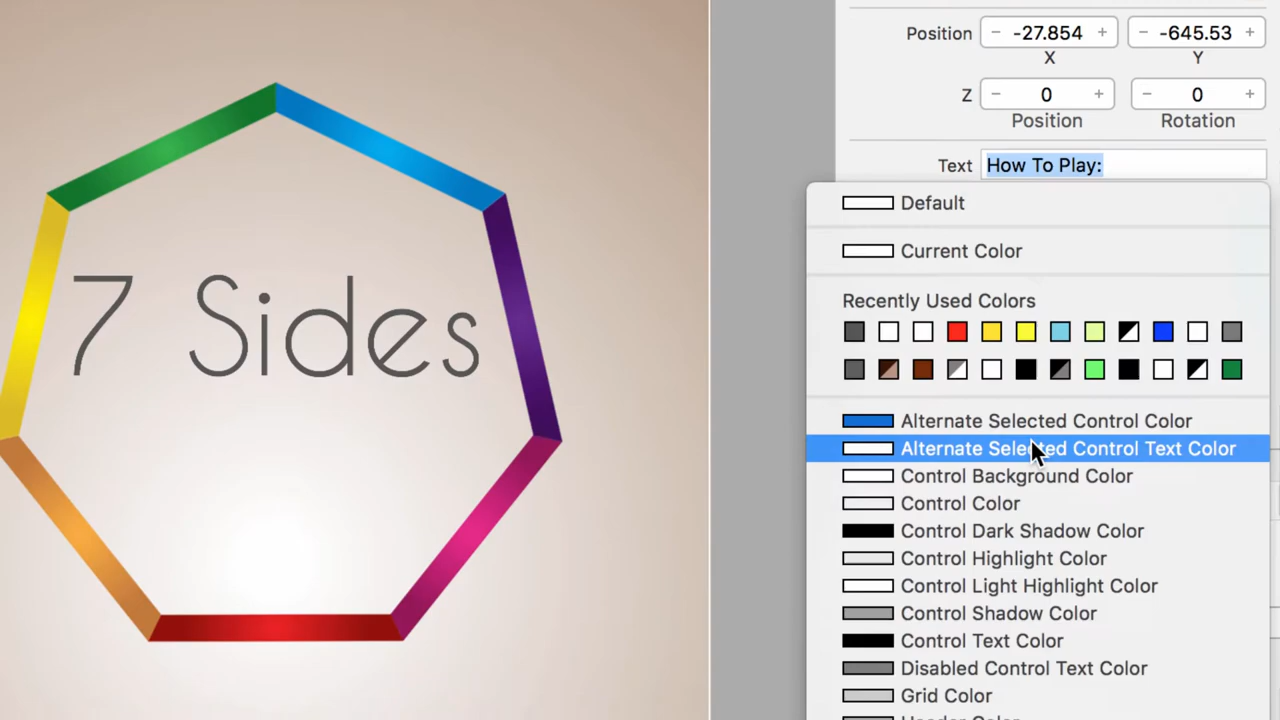 7 Sides
Position - -27.854 + - -645.53 +
X Y
Z - 0 + - 0 +
Position Rotation
Text How To Play:
Default
Current Color
Recently Used Colors
Alternate Selected Control Color
Alternate Selected Control Text Color
Control Background Color
Control Color
Control Dark Shadow Color
Control Highlight Color
Control Light Highlight Color
Control Shadow Color
Control Text Color
Disabled Control Text Color
Grid Color